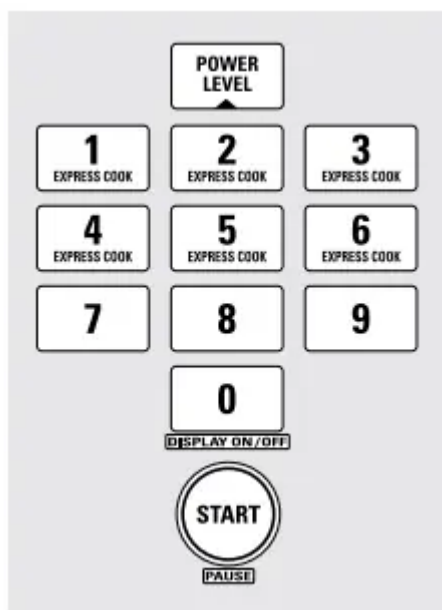 POWER
LEVEL
1 2 3
EXPRESS COOK EXPRESS COOK EXPRESS COOK
4 5 6
EXPRESS COOK EXPRESS COOK EXPRESS COOK
7 8 9
0
DISPLAY ON/OFF
START
PAUSE